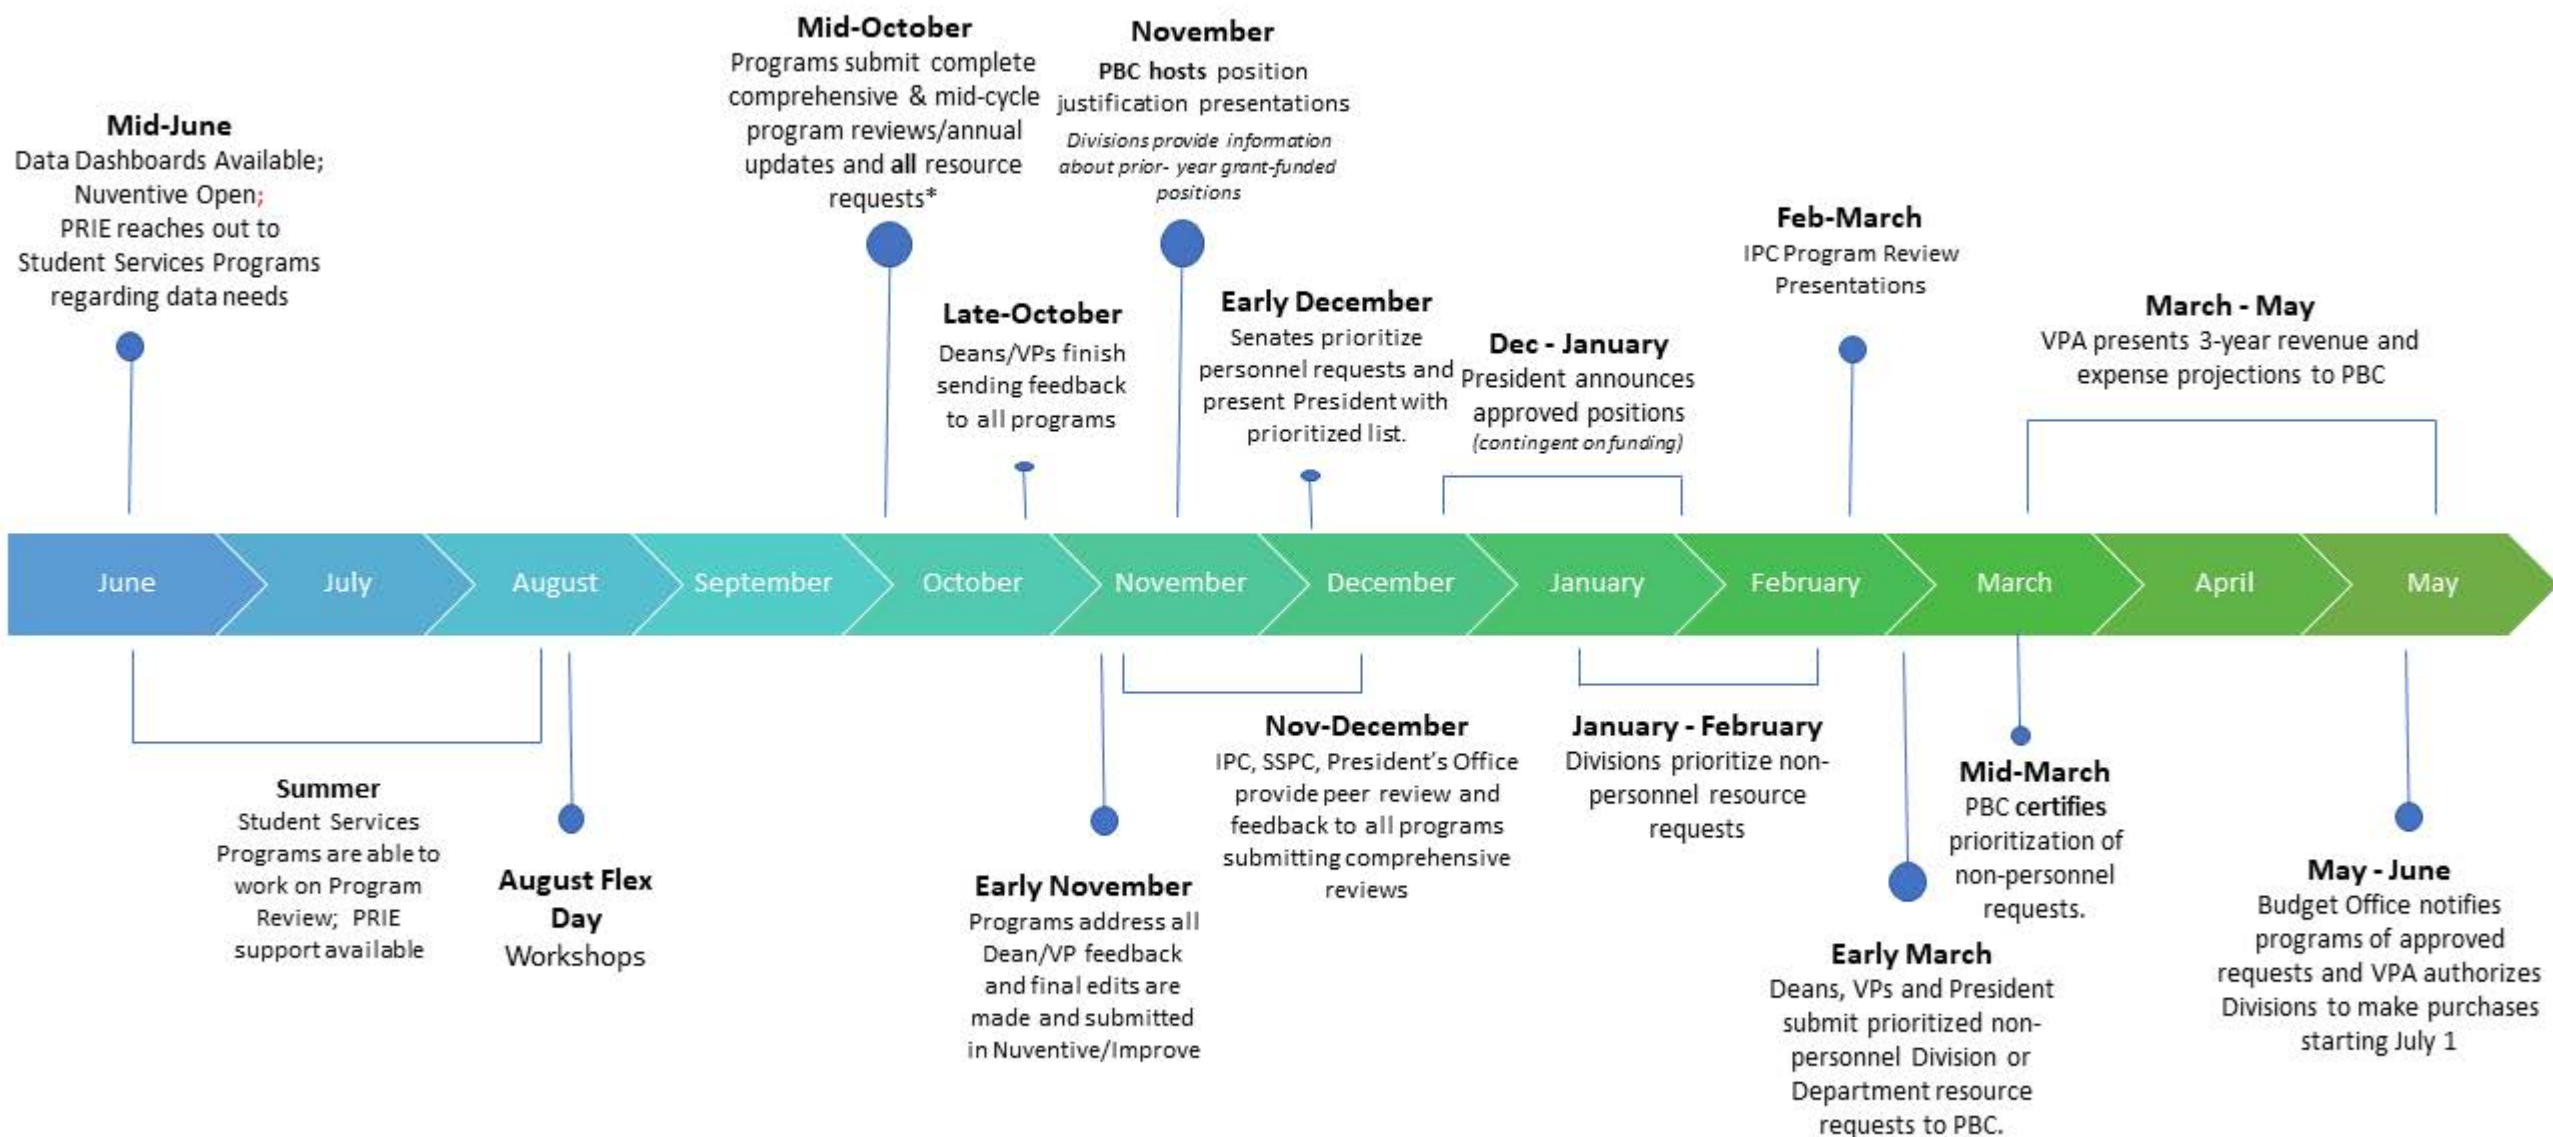 Mid-June
Data Dashboards Available;
Nuventive Open;
PRIE reaches out to
Student Services Programs
regarding data needs
Mid-October
Programs submit complete
comprehensive & mid-cycle
program reviews/annual
updates and all resource
requests*
Late-October
Deans/VPs finish
sending feedback
to all programs
November
PBC hosts position
justification presentations
Divisions provide information
about prior- year grant-funded
positions
Early December
Senates prioritize
personnel requests and
present President with
prioritized list.
Dec - January
President announces
approved positions
(contingent on funding)
Feb-March
IPC Program Review
Presentations
March - May
VPA presents 3-year revenue and
expense projections to PBC
June
July
August
September
October
November
December
January
February
March
April
May
Summer
Student Services
Programs are able to
work on Program
Review; PRIE
support available
August Flex
Day
Workshops
Early November
Programs address all
Dean/VP feedback
and final edits are
made and submitted
in Nuventive/Improve
Nov-December
IPC, SSPC, President’s Office
provide peer review and
feedback to all programs
submitting comprehensive
reviews
January - February
Divisions prioritize non-
personnel resource
requests
Early March
Deans, VPs and President
submit prioritized non-
personnel Division or
Department resource
requests to PBC.
Mid-March
PBC certifies
prioritization of
non-personnel
requests.
May - June
Budget Office notifies
programs of approved
requests and VPA authorizes
Divisions to make purchases
starting July 1